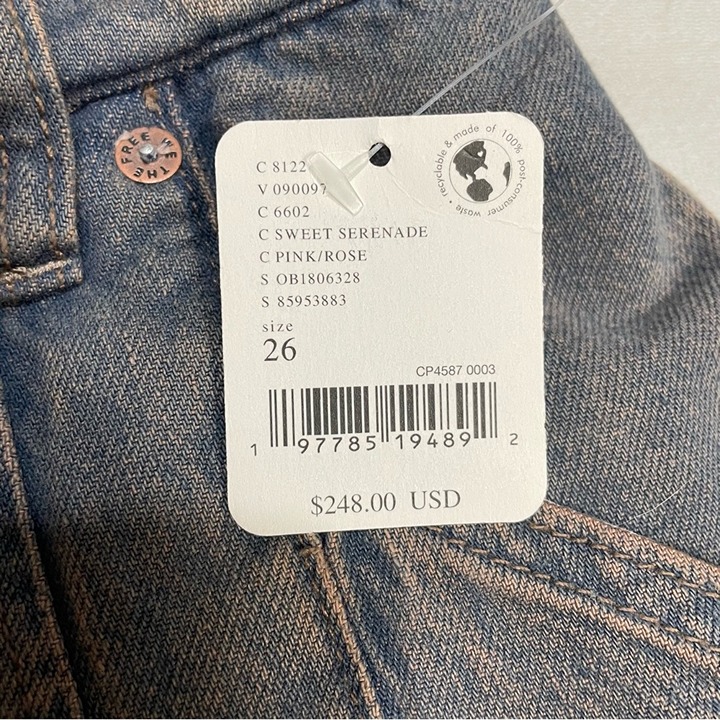 WE THE FREE
C 8122
V 090097
C 6602
C SWEET SERENADE
C PINK/ROSE
S OB1806328
S 85953883
size
26
CP4587 0003
1 97785 19489 2
$248.00 USD
recyclable & made of 100% post-consumer waste •